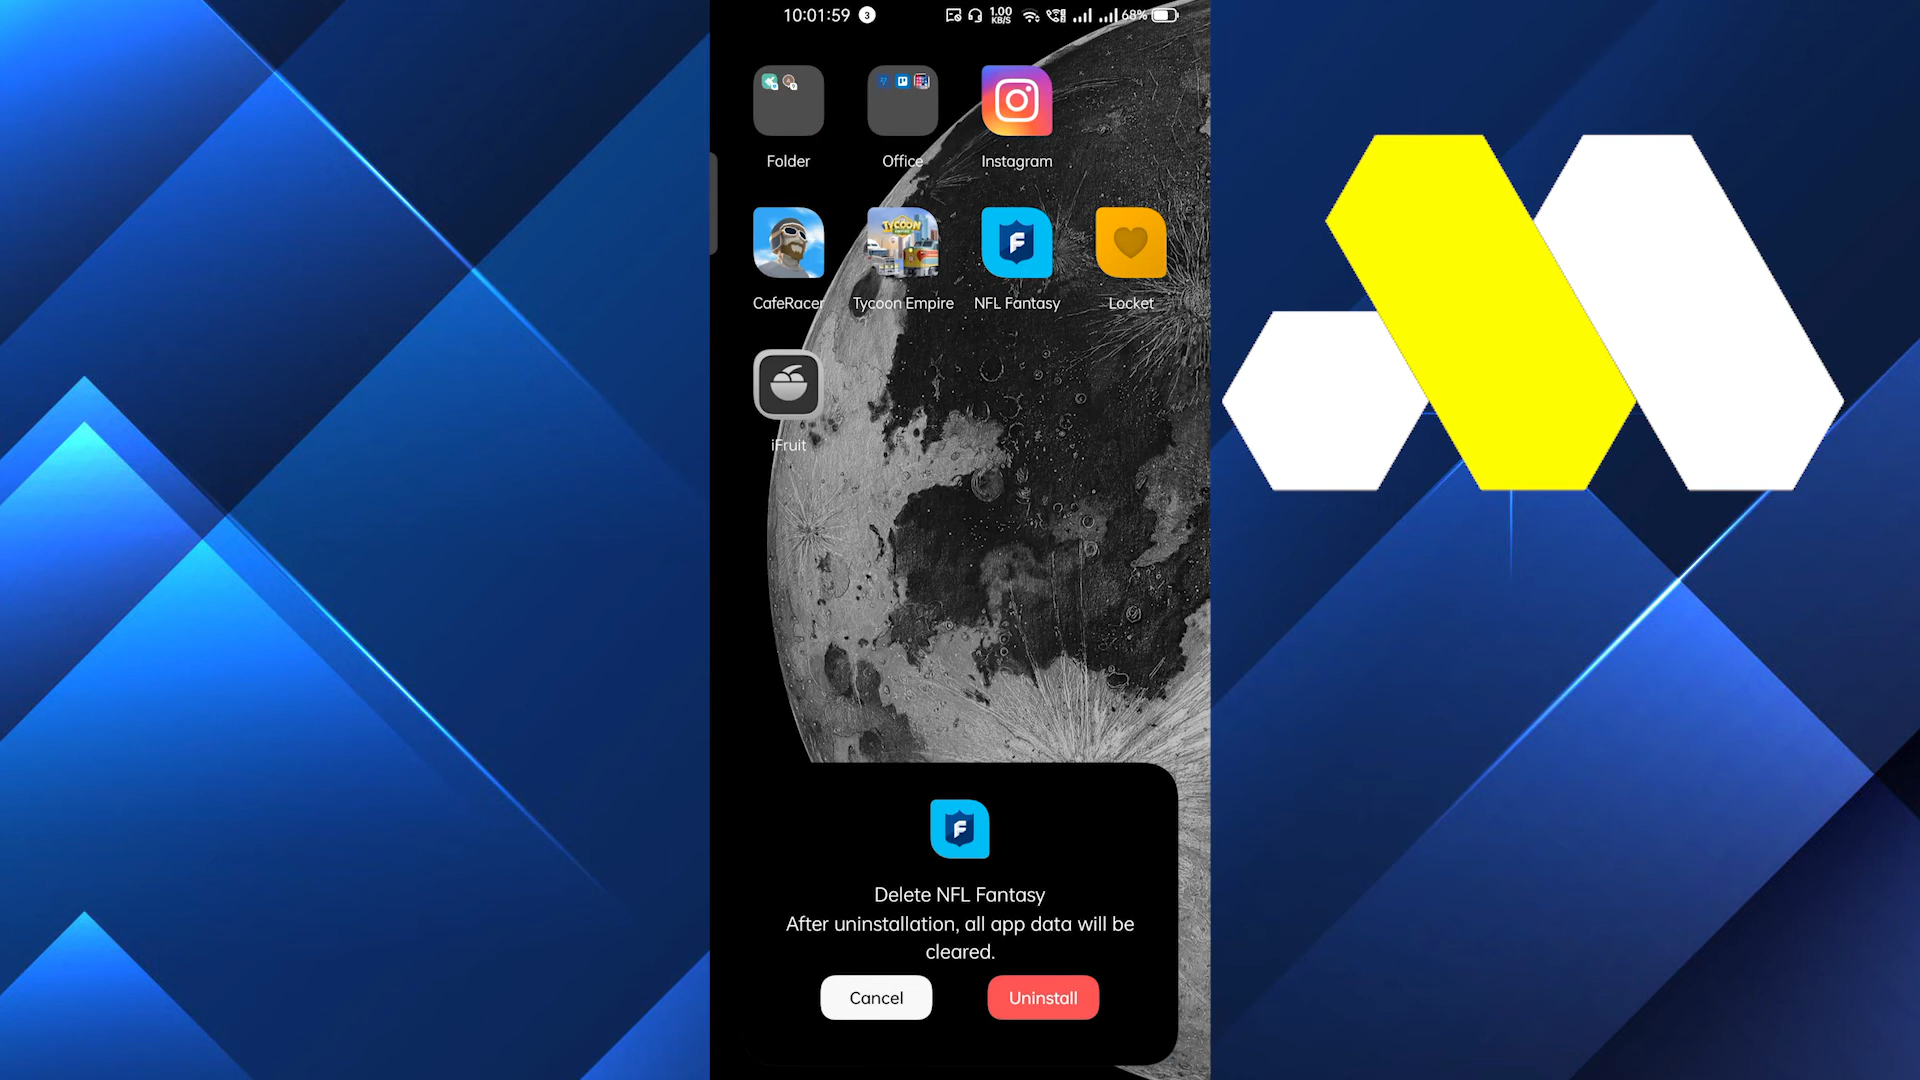 10:01:59 3 1.00 KB/S 68%
Folder Office Instagram
CafeRacer Tycoon Empire NFL Fantasy Locket
iFruit
Delete NFL Fantasy
After uninstallation, all app data will be
cleared.
Cancel Uninstall